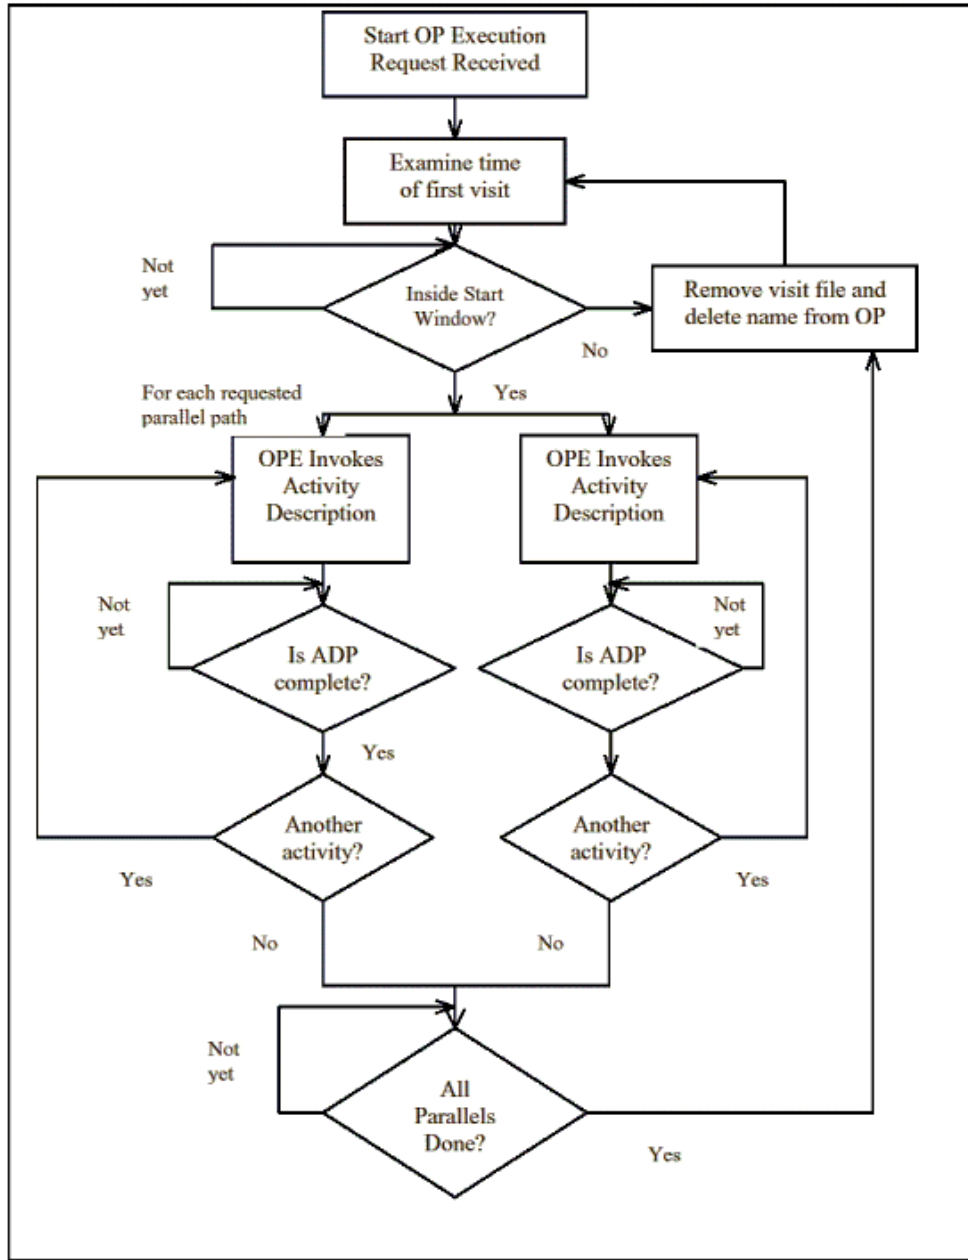 Start OP Execution
Request Received
Examine time
of first visit
Not
yet
Inside Start
Window?
Remove visit file and
delete name from OP
No
Yes
For each requested
parallel path
OPE Invokes
Activity
Description
OPE Invokes
Activity
Description
Not
yet
Not
yet
Is ADP
complete?
Is ADP
complete?
Yes
Another
activity?
Another
activity?
Yes
Yes
No
No
Not
yet
All
Parallels
Done?
Yes